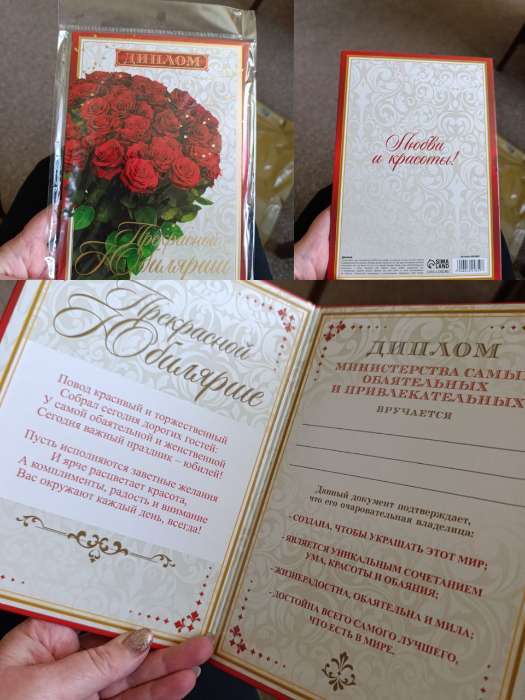 ДИПЛОМ
Прекрасной
Юбилярше
Любви
и красоты!
SIMA
LAND
Прекрасной
Юбилярше
Повод красивый и торжественный
Собрал сегодня дорогих гостей:
У самой обаятельной и женственной
Сегодня важный праздник – юбилей!
Пусть исполняются заветные желания
И ярче расцветает красота,
А комплименты, радость и внимание
Вас окружают каждый день, всегда!
ДИПЛОМ
МИНИСТЕРСТВА САМЫ
ОБАЯТЕЛЬНЫХ
И ПРИВЛЕКАТЕЛЬНЫХ
ВРУЧАЕТСЯ
Данный документ подтверждает,
что его очаровательная владелица:
- СОЗДАНА, ЧТОБЫ УКРАШАТЬ ЭТОТ МИР;
- ЯВЛЯЕТСЯ УНИКАЛЬНЫМ СОЧЕТАНИЕМ
УМА, КРАСОТЫ И ОБАЯНИЯ;
- ЖИЗНЕРАДОСТНА, ОБАЯТЕЛЬНА И МИЛА;
- ДОСТОЙНА ВСЕГО САМОГО ЛУЧШЕГО,
ЧТО ЕСТЬ В МИРЕ.